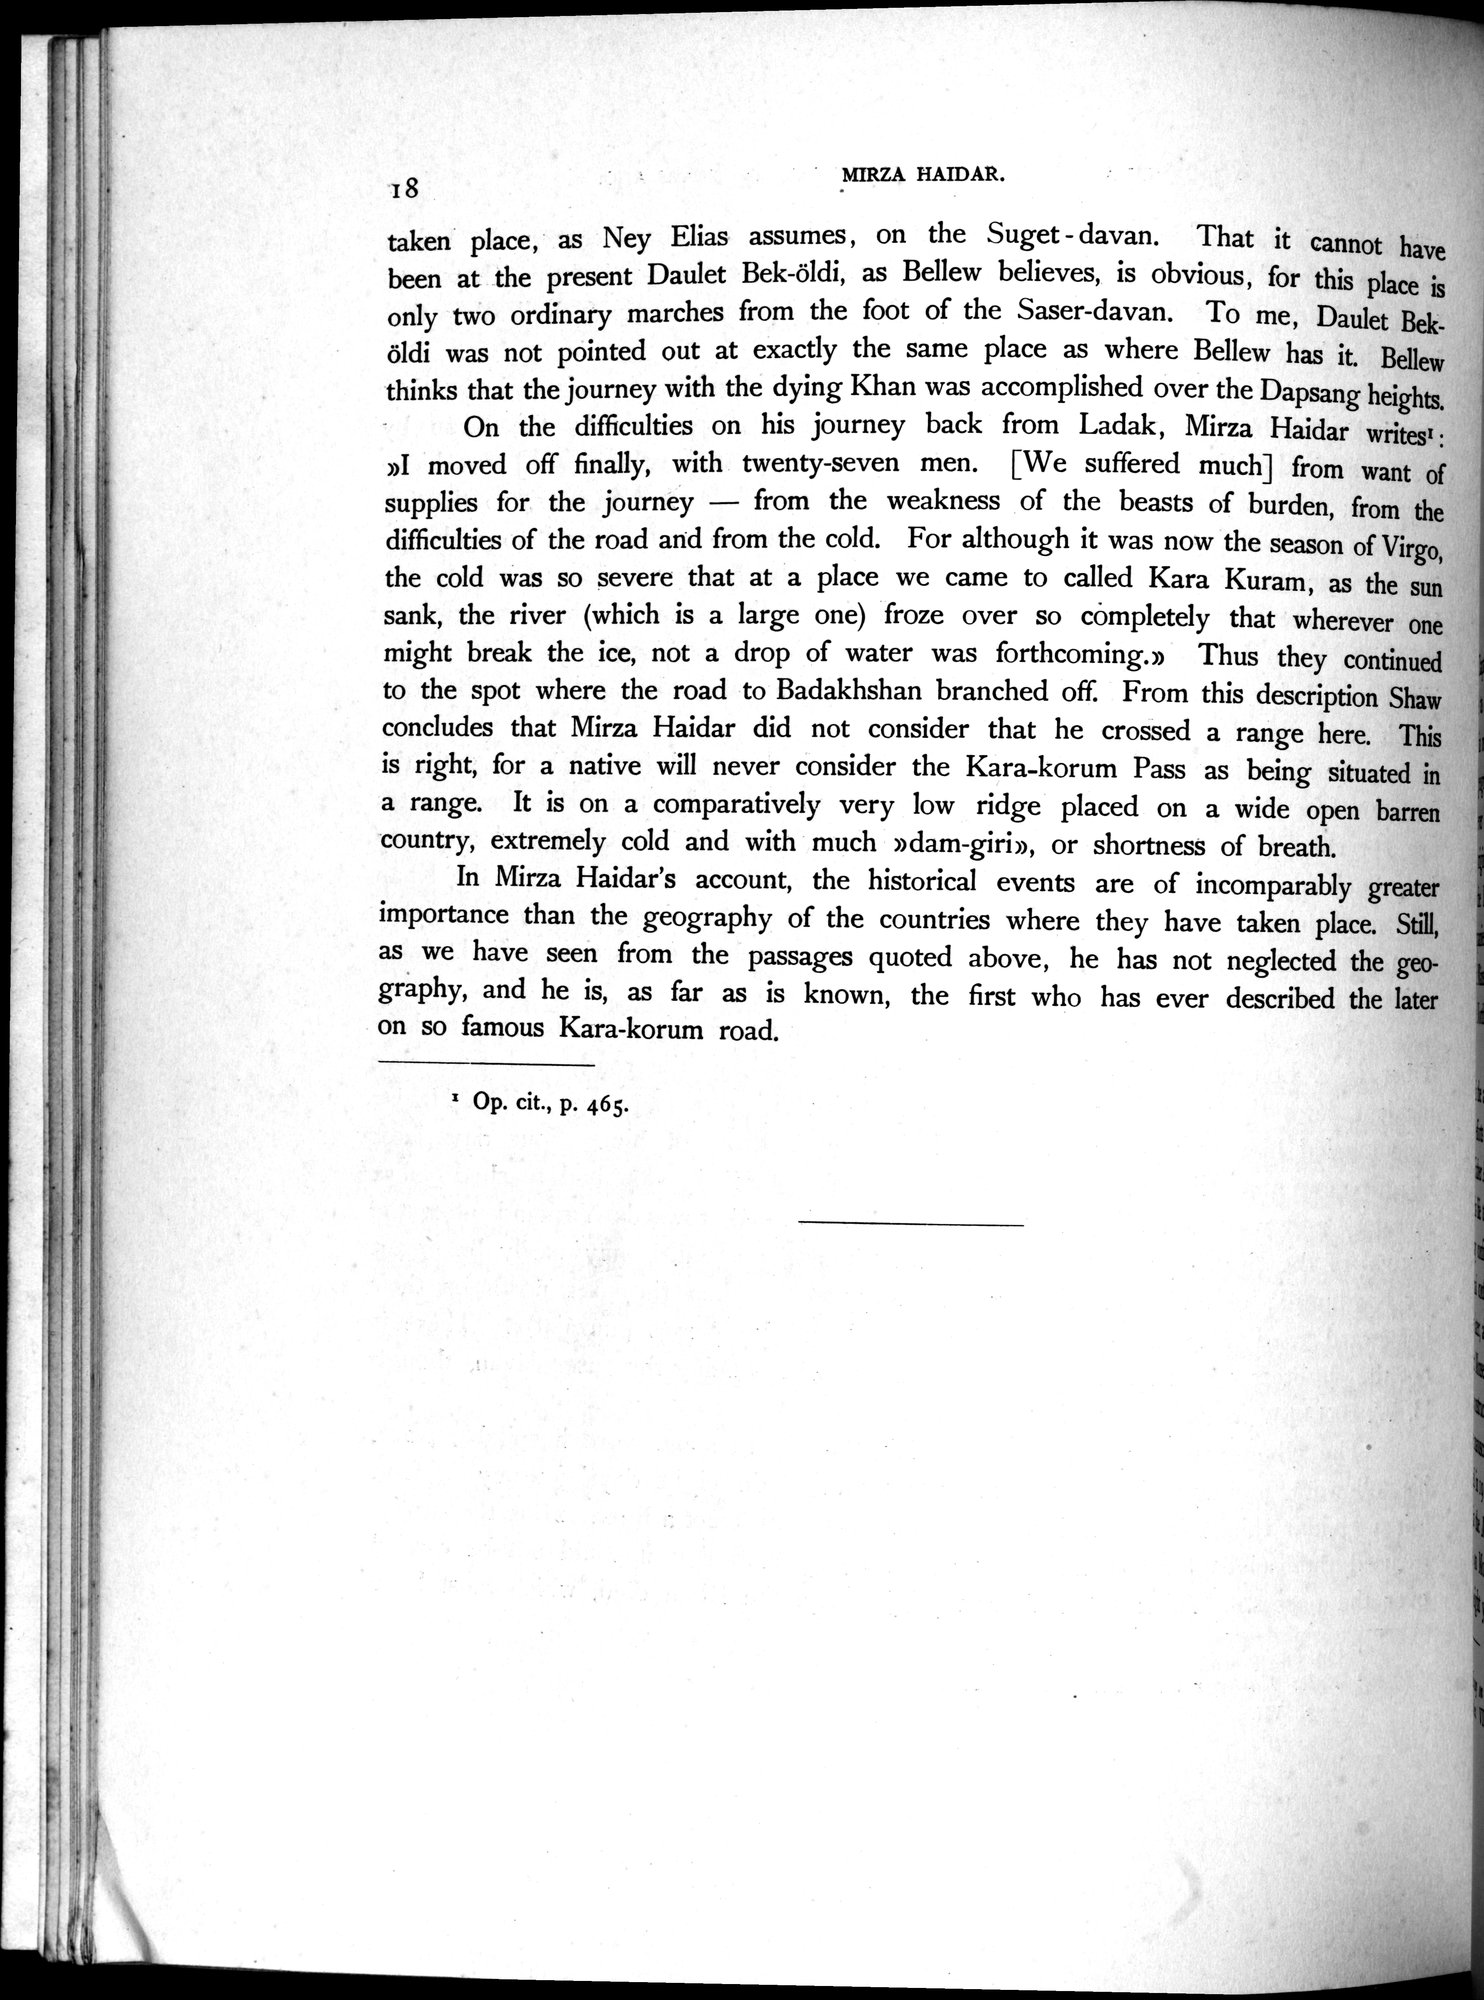 18
MIRZA HAIDAR.
taken place, as Ney Elias assumes, on the Suget-davan. That it cannot have
been at the present Daulet Bek-öldi, as Bellew believes, is obvious, for this place is
only two ordinary marches from the foot of the Saser-davan. To me, Daulet Bek-
öldi was not pointed out at exactly the same place as where Bellew has it. Bellew
thinks that the journey with the dying Khan was accomplished over the Dapsang heights.
On the difficulties on his journey back from Ladak, Mirza Haidar writes¹:
»I moved off finally, with twenty-seven men. [We suffered much] from want of
supplies for the journey — from the weakness of the beasts of burden, from the
difficulties of the road and from the cold. For although it was now the season of Virgo,
the cold was so severe that at a place we came to called Kara Kuram, as the sun
sank, the river (which is a large one) froze over so completely that wherever one
might break the ice, not a drop of water was forthcoming.» Thus they continued
to the spot where the road to Badakhshan branched off. From this description Shaw
concludes that Mirza Haidar did not consider that he crossed a range here. This
is right, for a native will never consider the Kara-korum Pass as being situated in
a range. It is on a comparatively very low ridge placed on a wide open barren
country, extremely cold and with much »dam-giri», or shortness of breath.
In Mirza Haidar's account, the historical events are of incomparably greater
importance than the geography of the countries where they have taken place. Still,
as we have seen from the passages quoted above, he has not neglected the geo-
graphy, and he is, as far as is known, the first who has ever described the later
on so famous Kara-korum road.
¹ Op. cit., p. 465.